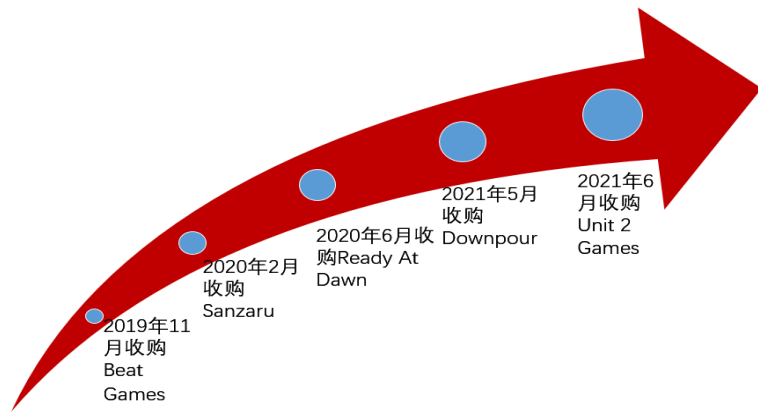 2019年11
月收购
Beat
Games
2020年2月
收购
Sanzaru
2020年6月收
购Ready At
Dawn
2021年5月
收购
Downpour
2021年6
月收购
Unit 2
Games